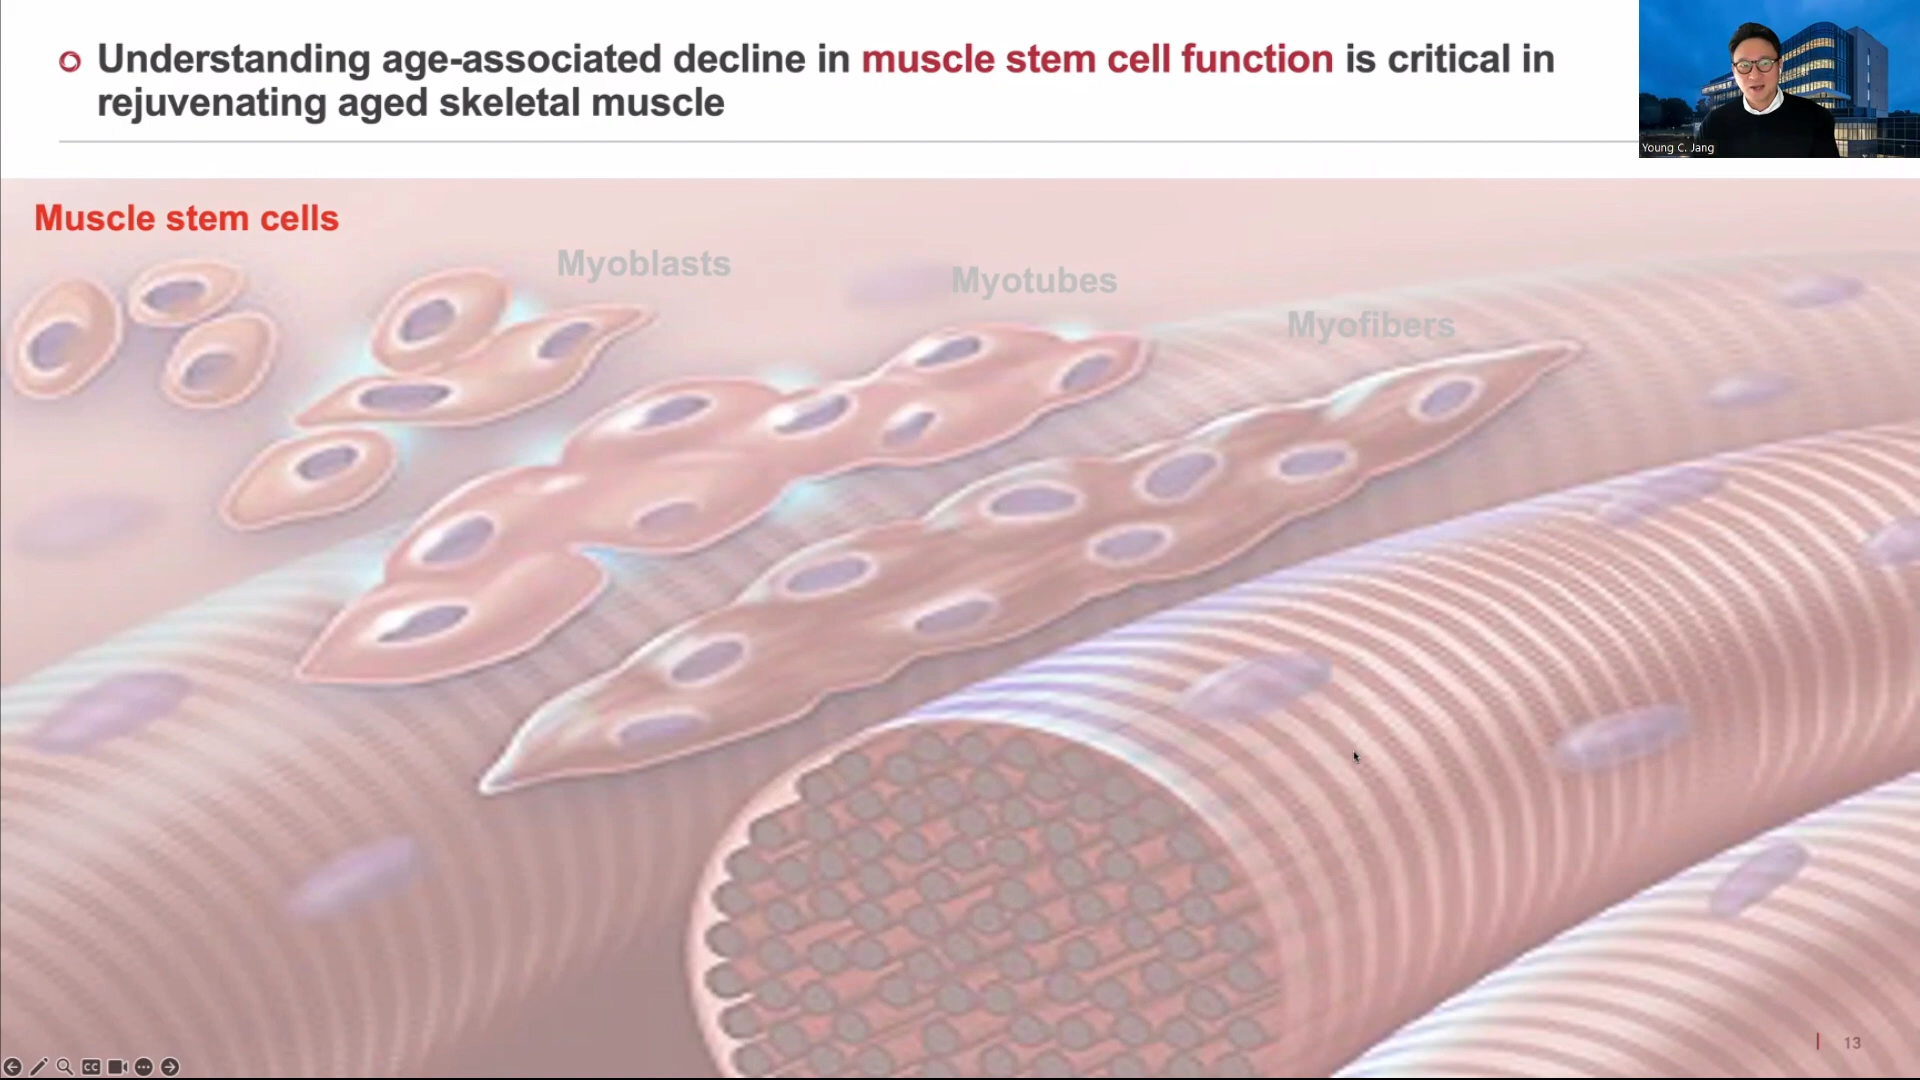 Understanding age-associated decline in muscle stem cell function is critical in
rejuvenating aged skeletal muscle
Young C. Jang
Muscle stem cells
Myoblasts
Myotubes
Myofibers
CC
13